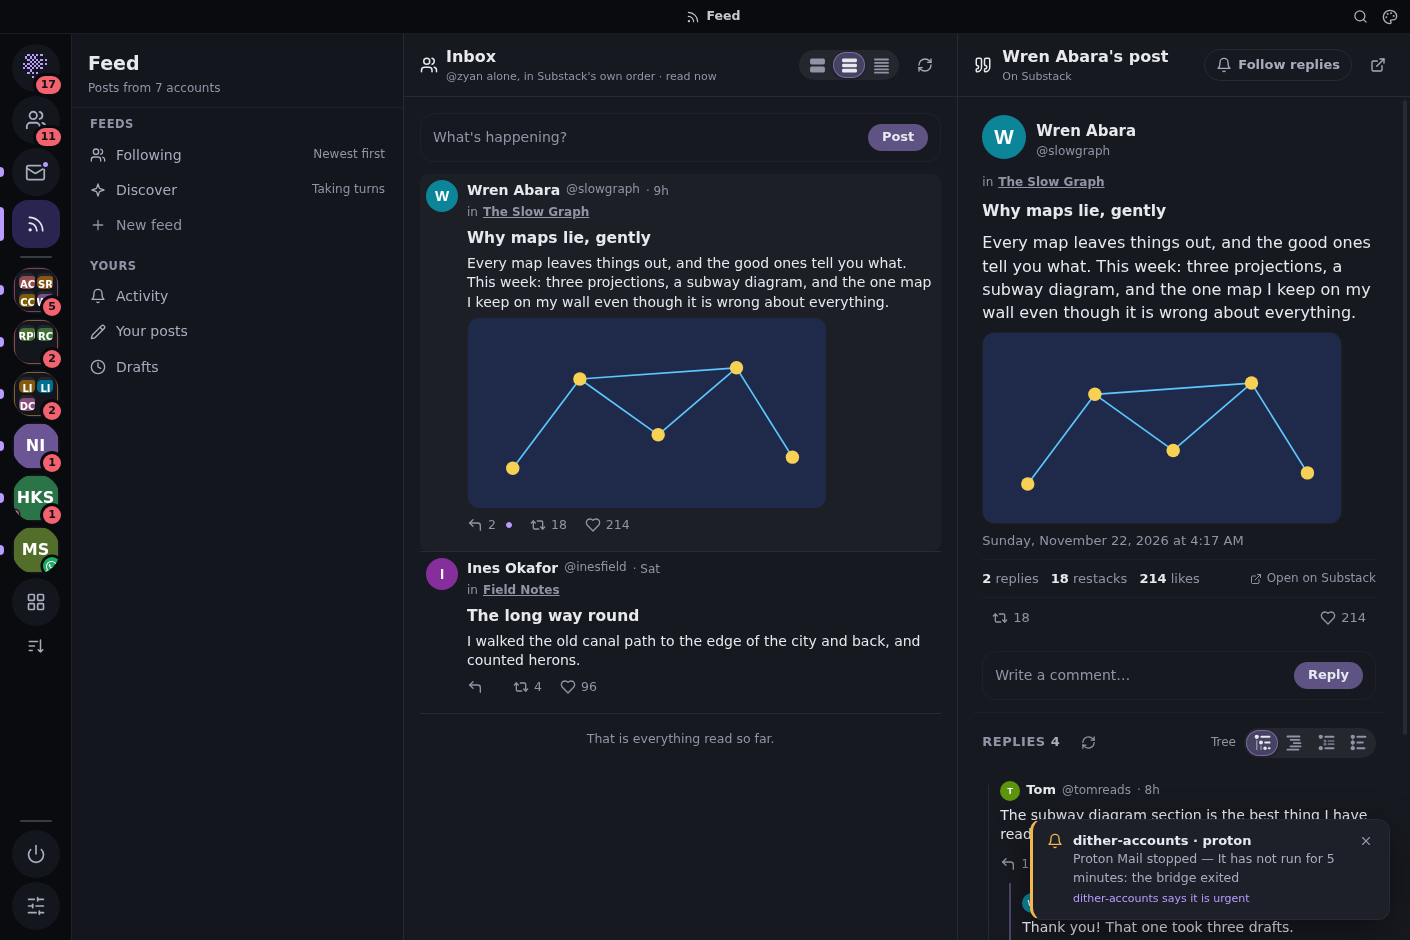 Feed
17
11
AC SR
CC
5
RP RC
2
LI LI
DC
2
NI
1
HKS
1
MS
Feed
Posts from 7 accounts
FEEDS
Following Newest first
Discover Taking turns
New feed
YOURS
Activity
Your posts
Drafts
Inbox
@zyan alone, in Substack's own order · read now
What's happening? Post
W Wren Abara @slowgraph · 9h
in The Slow Graph
Why maps lie, gently
Every map leaves things out, and the good ones tell you what.
This week: three projections, a subway diagram, and the one map
I keep on my wall even though it is wrong about everything.
2 18 214
I Ines Okafor @inesfield · Sat
in Field Notes
The long way round
I walked the old canal path to the edge of the city and back, and
counted herons.
4 96
That is everything read so far.
Wren Abara's post
On Substack
Follow replies
W Wren Abara
@slowgraph
in The Slow Graph
Why maps lie, gently
Every map leaves things out, and the good ones
tell you what. This week: three projections, a
subway diagram, and the one map I keep on my
wall even though it is wrong about everything.
Sunday, November 22, 2026 at 4:17 AM
2 replies 18 restacks 214 likes Open on Substack
18 214
Write a comment... Reply
REPLIES 4 Tree
T Tom @tomreads · 8h
The subway diagram section is the best thing I have
read
1
Thank you! That one took three drafts.
dither-accounts · proton
Proton Mail stopped — It has not run for 5
minutes: the bridge exited
dither-accounts says it is urgent